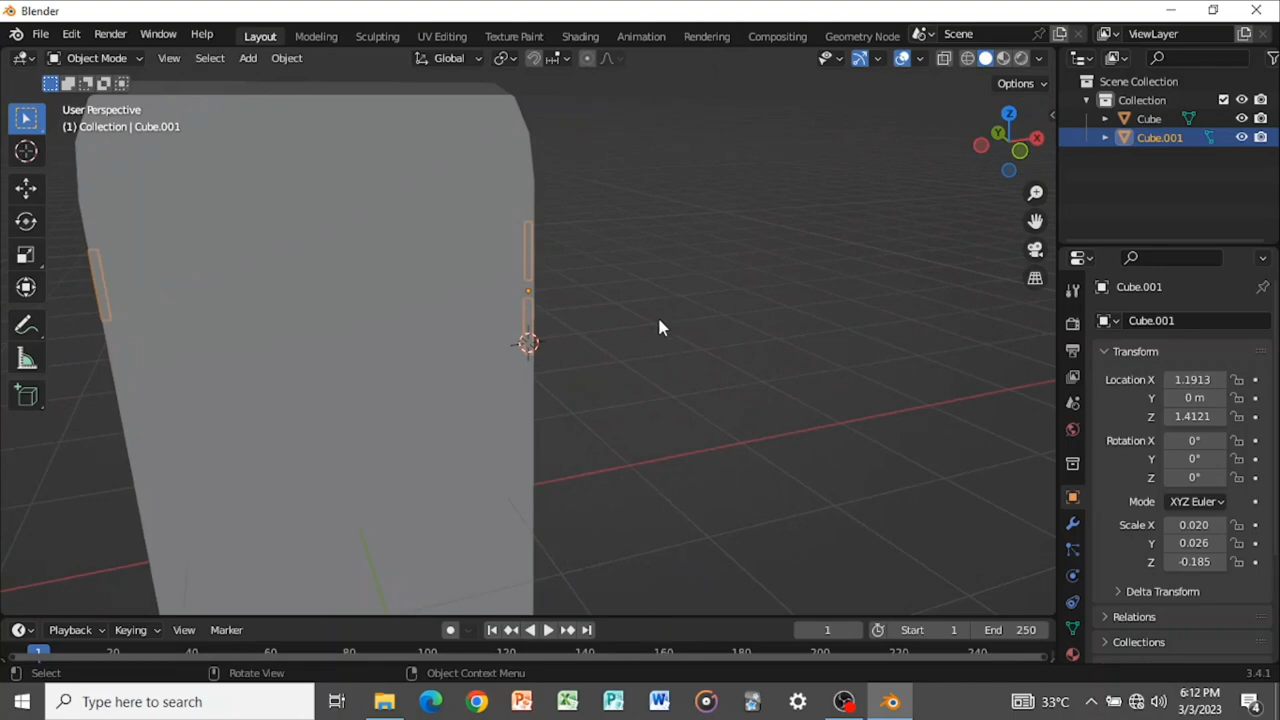 Blender
File Edit Render Window Help Layout Modeling Sculpting UV Editing Texture Paint Shading Animation Rendering Compositing Geometry Node Scene ViewLayer
Object Mode View Select Add Object Global
Options
User Perspective
(1) Collection | Cube.001
Z
Y
X
Scene Collection
Collection
Cube
Cube.001
Cube.001
Cube.001
Transform
Location X 1.1913
Y 0 m
Z 1.4121
Rotation X 0°
Y 0°
Z 0°
Mode XYZ Euler
Scale X 0.020
Y 0.026
Z -0.185
Delta Transform
Relations
Collections
Playback Keying View Marker 1 Start 1 End 250
1 20 40 60 80 100 120 140 160 180 200 220 240
Select Rotate View Object Context Menu 3.4.1
Type here to search 33°C 6:12 PM
3/3/2023 4